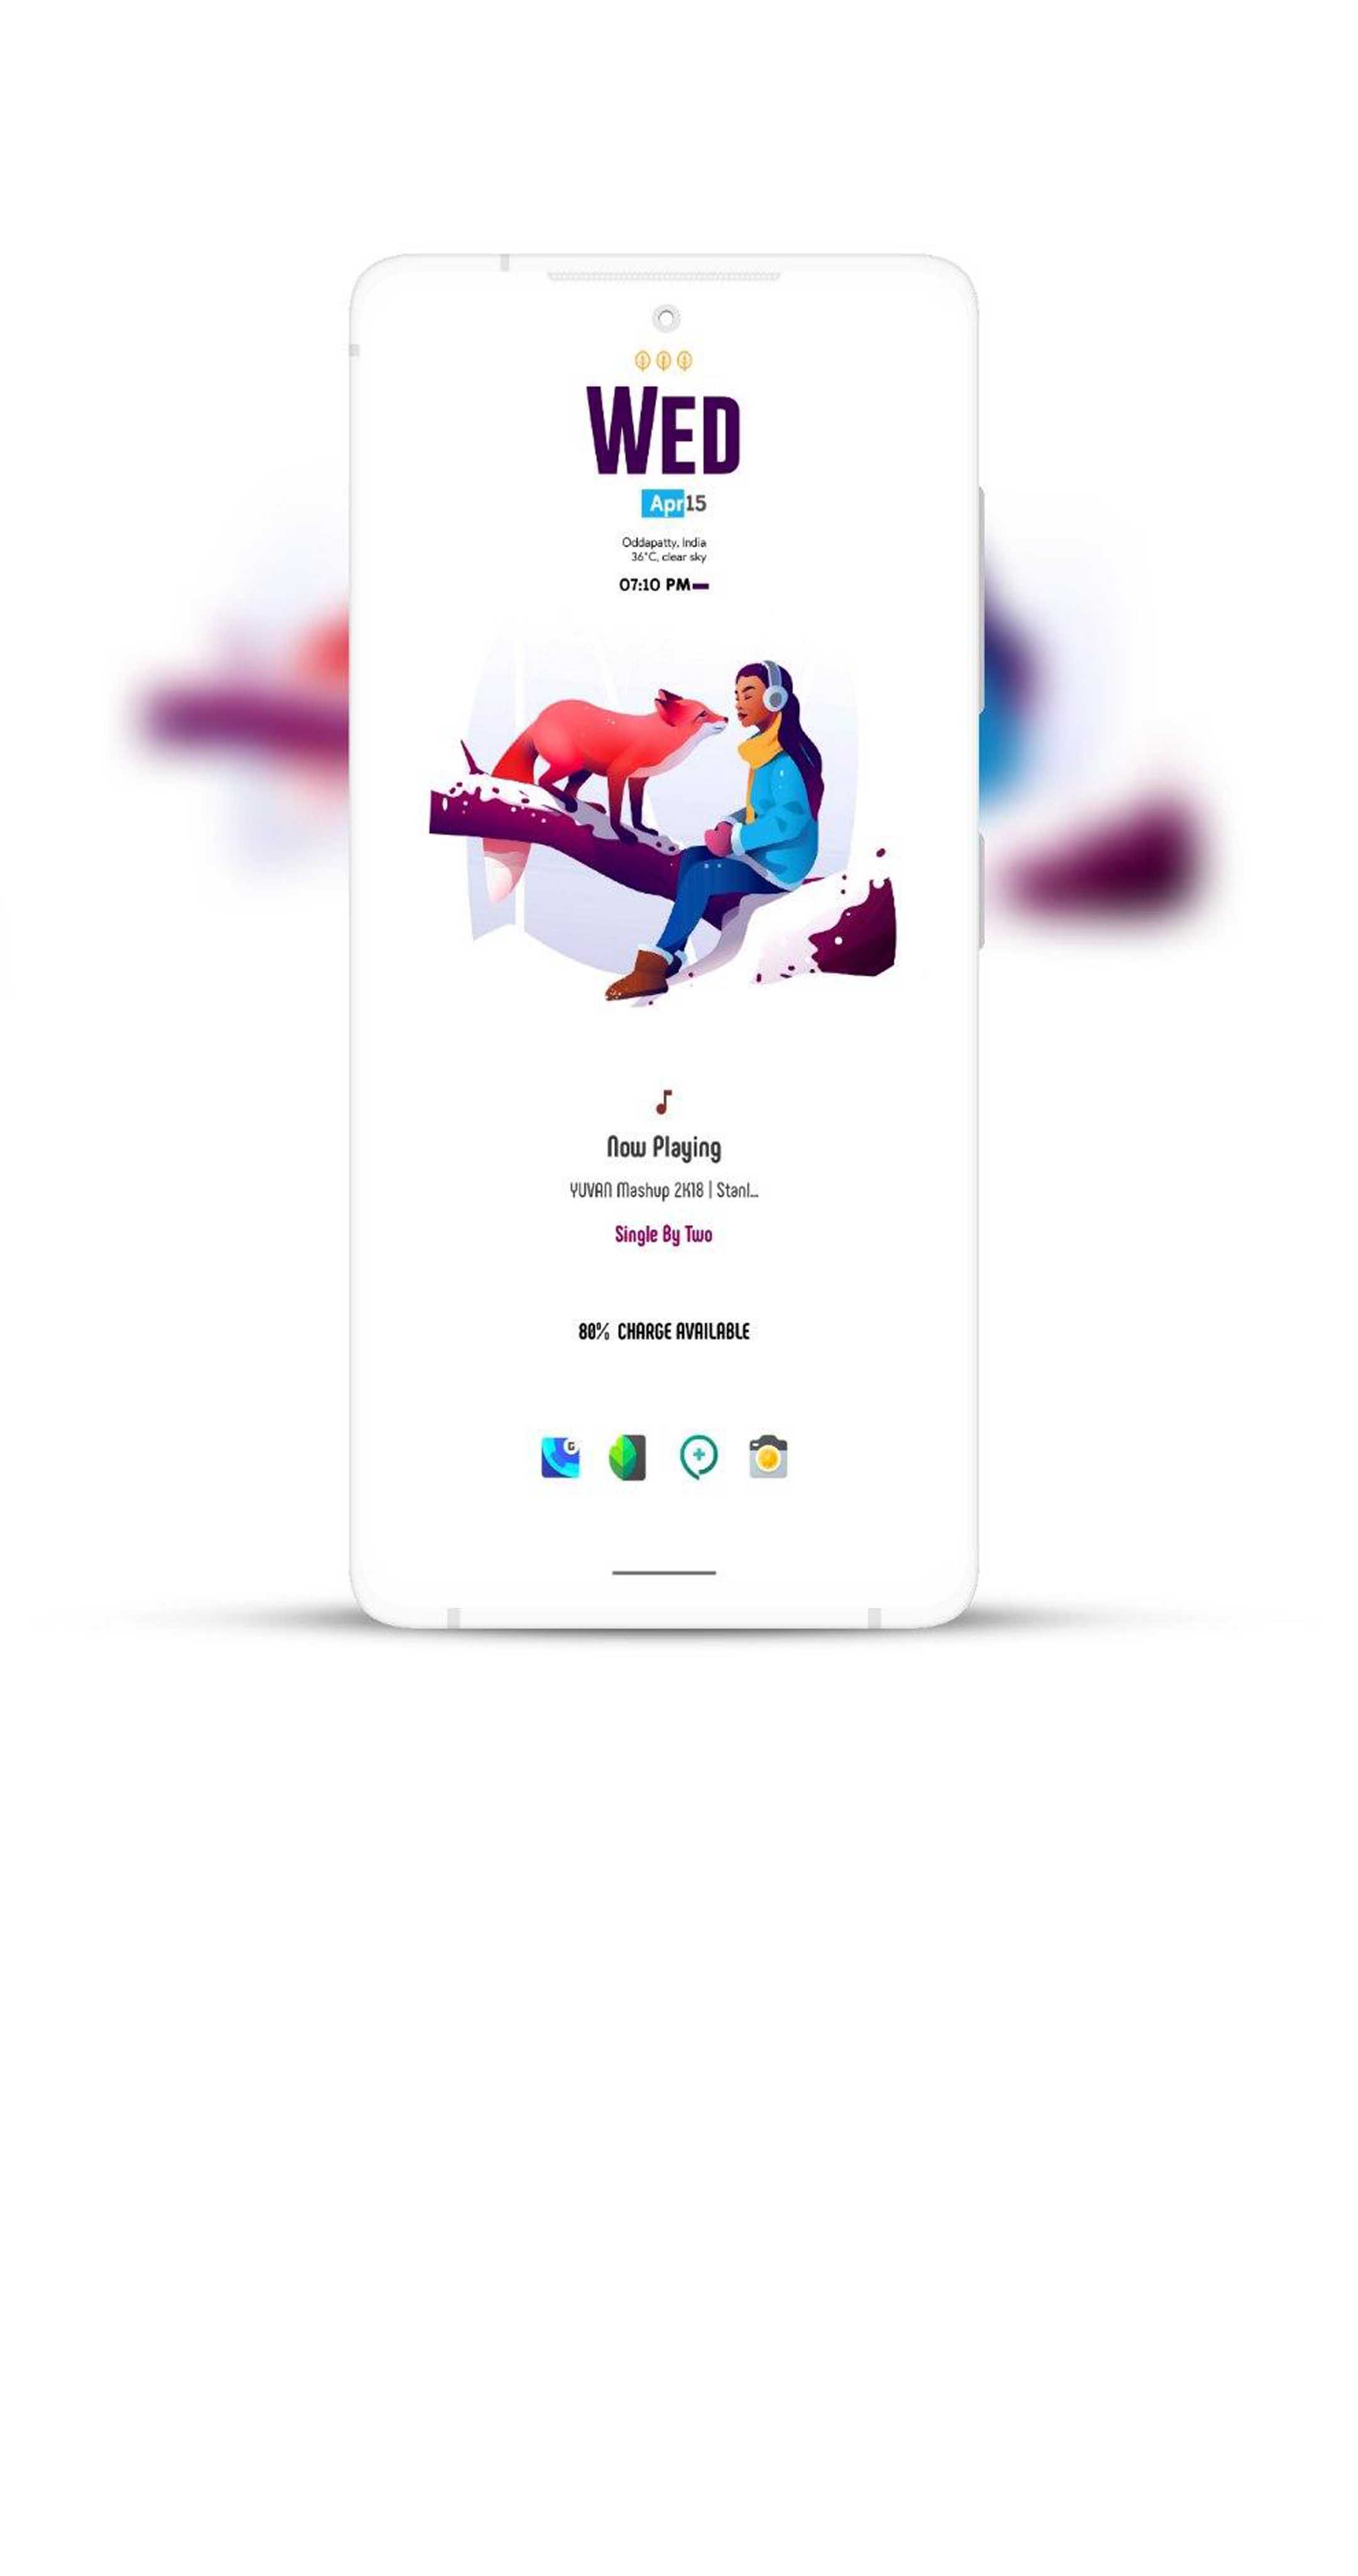 WED
Apr 15
Oddapatty, India
36°C, clear sky
07:10 PM
Now Playing
YUVAN Mashup 2K18 | Stanl...
Single By Two
80% CHARGE AVAILABLE
G